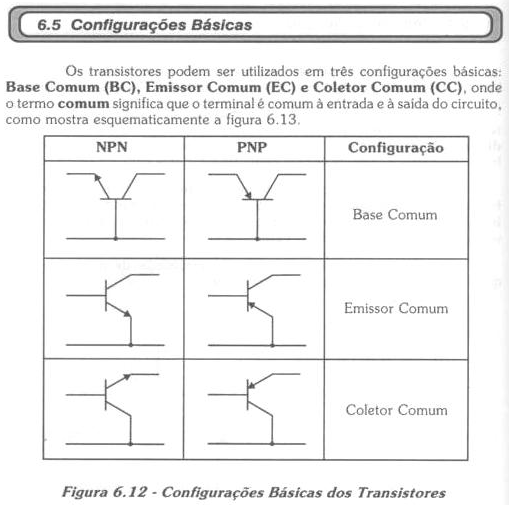 6.5 Configurações Básicas
Os transistores podem ser utilizados em três configurações básicas:
Base Comum (BC), Emissor Comum (EC) e Coletor Comum (CC), onde
o termo comum significa que o terminal é comum à entrada e à saída do circuito,
como mostra esquematicamente a figura 6.13.
NPN PNP Configuração
Base Comum
Emissor Comum
Coletor Comum
Figura 6.12 - Configurações Básicas dos Transistores